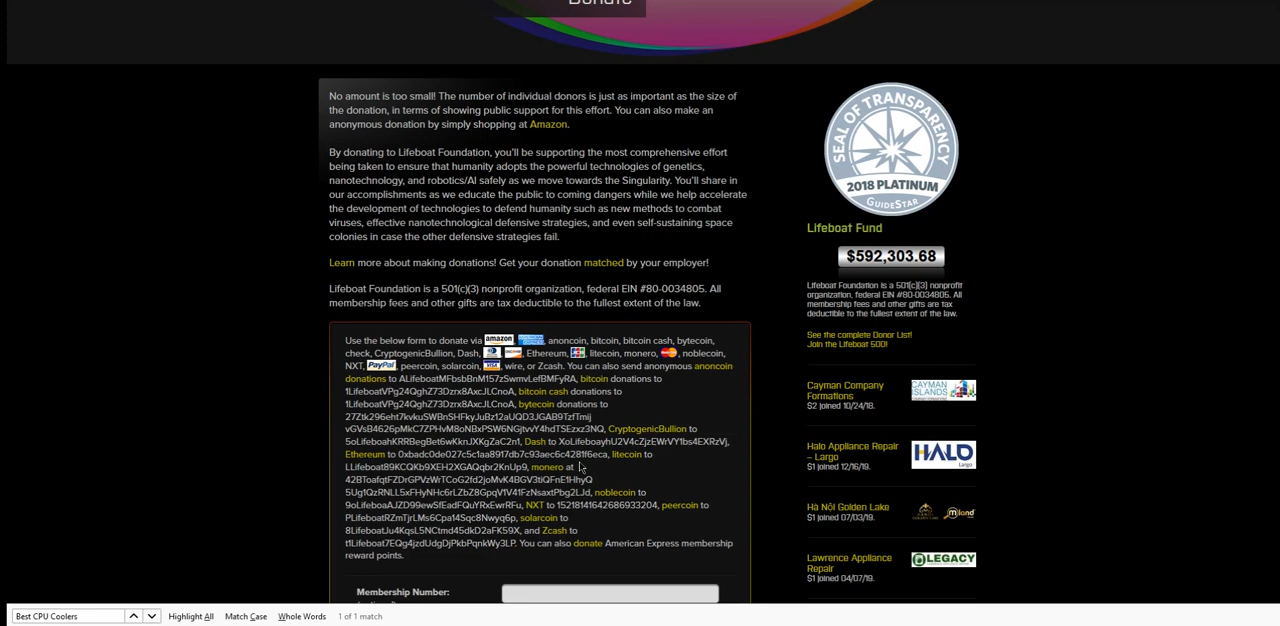 Donate
No amount is too small! The number of individual donors is just as important as the size of
the donation, in terms of showing public support for this effort. You can also make an
anonymous donation by simply shopping at Amazon.
By donating to Lifeboat Foundation, you'll be supporting the most comprehensive effort
being taken to ensure that humanity adopts the powerful technologies of genetics,
nanotechnology, and robotics/AI safely as we move towards the Singularity. You'll share in
our accomplishments as we educate the public to coming dangers while we help accelerate
the development of technologies to defend humanity such as new methods to combat
viruses, effective nanotechnological defensive strategies, and even self-sustaining space
colonies in case the other defensive strategies fail.
Learn more about making donations! Get your donation matched by your employer!
Lifeboat Foundation is a 501(c)(3) nonprofit organization, federal EIN #80-0034805. All
membership fees and other gifts are tax deductible to the fullest extent of the law.
Use the below form to donate via amazon, anoncoin, bitcoin, bitcoin cash, bytecoin,
check, CryptogenicBullion, Dash, Ethereum, litecoin, monero, noblecoin,
NXT, PayPal, peercoin, solarcoin, VISA, wire, or Zcash. You can also send anonymous anoncoin
donations to ALifeboatMFbsbBnM157zSwmvLefBMFyRA, bitcoin donations to
1LifeboatVPg24QghZ73Dzrx8AxcJLCnoA, bitcoin cash donations to
1LifeboatVPg24QghZ73Dzrx8AxcJLCnoA, bytecoin donations to
27Ztk296eht7kvkuSWBnSHFkyJuBz12aUQD3JGAB9TzfTmij
vGVsB4626pMkC7ZPHvM8oNBxPSW6NGjtvvY4hdTSEzxz3NQ, CryptogenicBullion to
5oLifeboahKRRBegBet6wKknJXKgZaC2n1, Dash to XoLifeboayhU2V4cZjzEWrVY1bs4EXRzVj,
Ethereum to 0xbadc0de027c5c1aa8917db7c93aec6c4281f6eca, litecoin to
LLifeboat89KCQKb9XEH2XGAQqbr2KnUp9, monero at
42BToafqtFZDrGPVzWrTCoG2fd2joMvK4BGV3tiQFnE1HhyQ
5Ug1QzRNLL5xFHyNHc6rLZbZ8GpqV1V41FzNsaxtPbg2LJd, noblecoin to
9oLifeboaAJZD99ewSfEadFQuYRxEwrRFu, NXT to 15218141642686933204, peercoin to
PLifeboatRZmTjrLMs6Cpa14Sqc8Nwyq6p, solarcoin to
8LifeboatJu4KqsL5NCtmd45dkD2aFK59X, and Zcash to
t1Lifeboat7EQg4jzdUdgDjPkbPqnkWy3LP. You can also donate American Express membership
reward points.
Membership Number:
SEAL OF TRANSPARENCY
2018 PLATINUM
GUIDESTAR
Lifeboat Fund
$592,303.68
Lifeboat Foundation is a 501(c)(3) nonprofit
organization, federal EIN #80-0034805. All
membership fees and other gifts are tax
deductible to the fullest extent of the law.
See the complete Donor List!
Join the Lifeboat 500!
Cayman Company
Formations
$2 joined 10/24/18.
CAYMAN
ISLANDS
Halo Appliance Repair
– Largo
$1 joined 12/16/19.
HALO
Largo
Hà Nội Golden Lake
$1 joined 07/03/19.
Lawrence Appliance
Repair
$1 joined 04/07/19.
LEGACY
Best CPU Coolers
Highlight All
Match Case
Whole Words
1 of 1 match